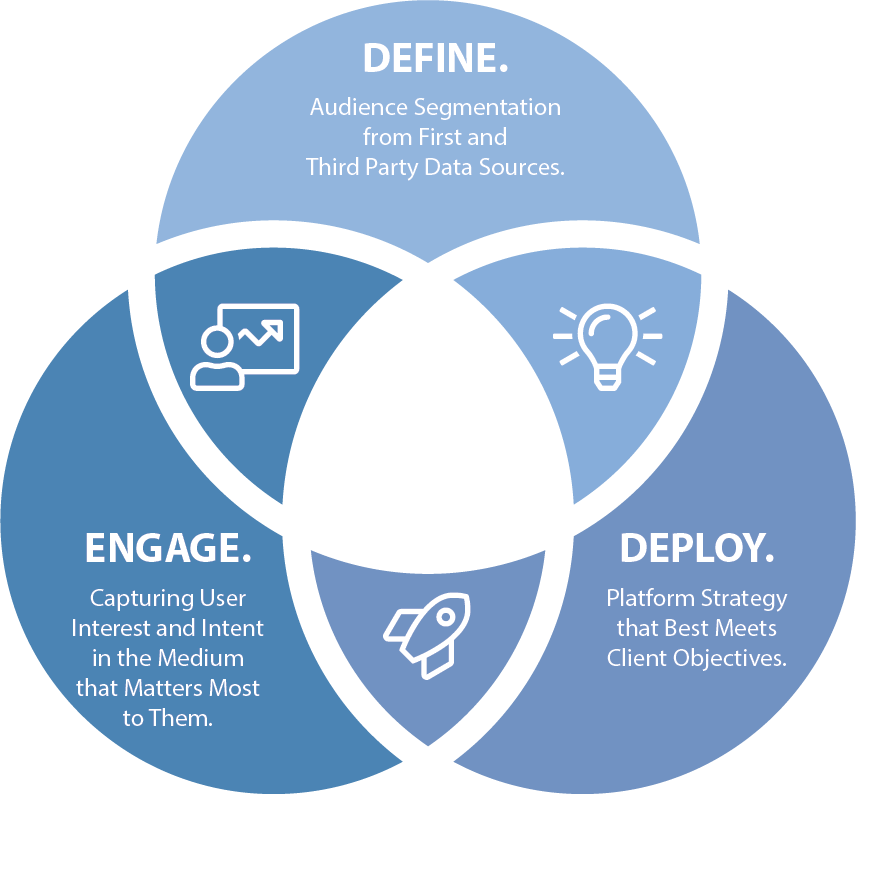 DEFINE.
Audience Segmentation
from First and
Third Party Data Sources.
ENGAGE.
Capturing User
Interest and Intent
in the Medium
that Matters Most
to Them.
DEPLOY.
Platform Strategy
that Best Meets
Client Objectives.